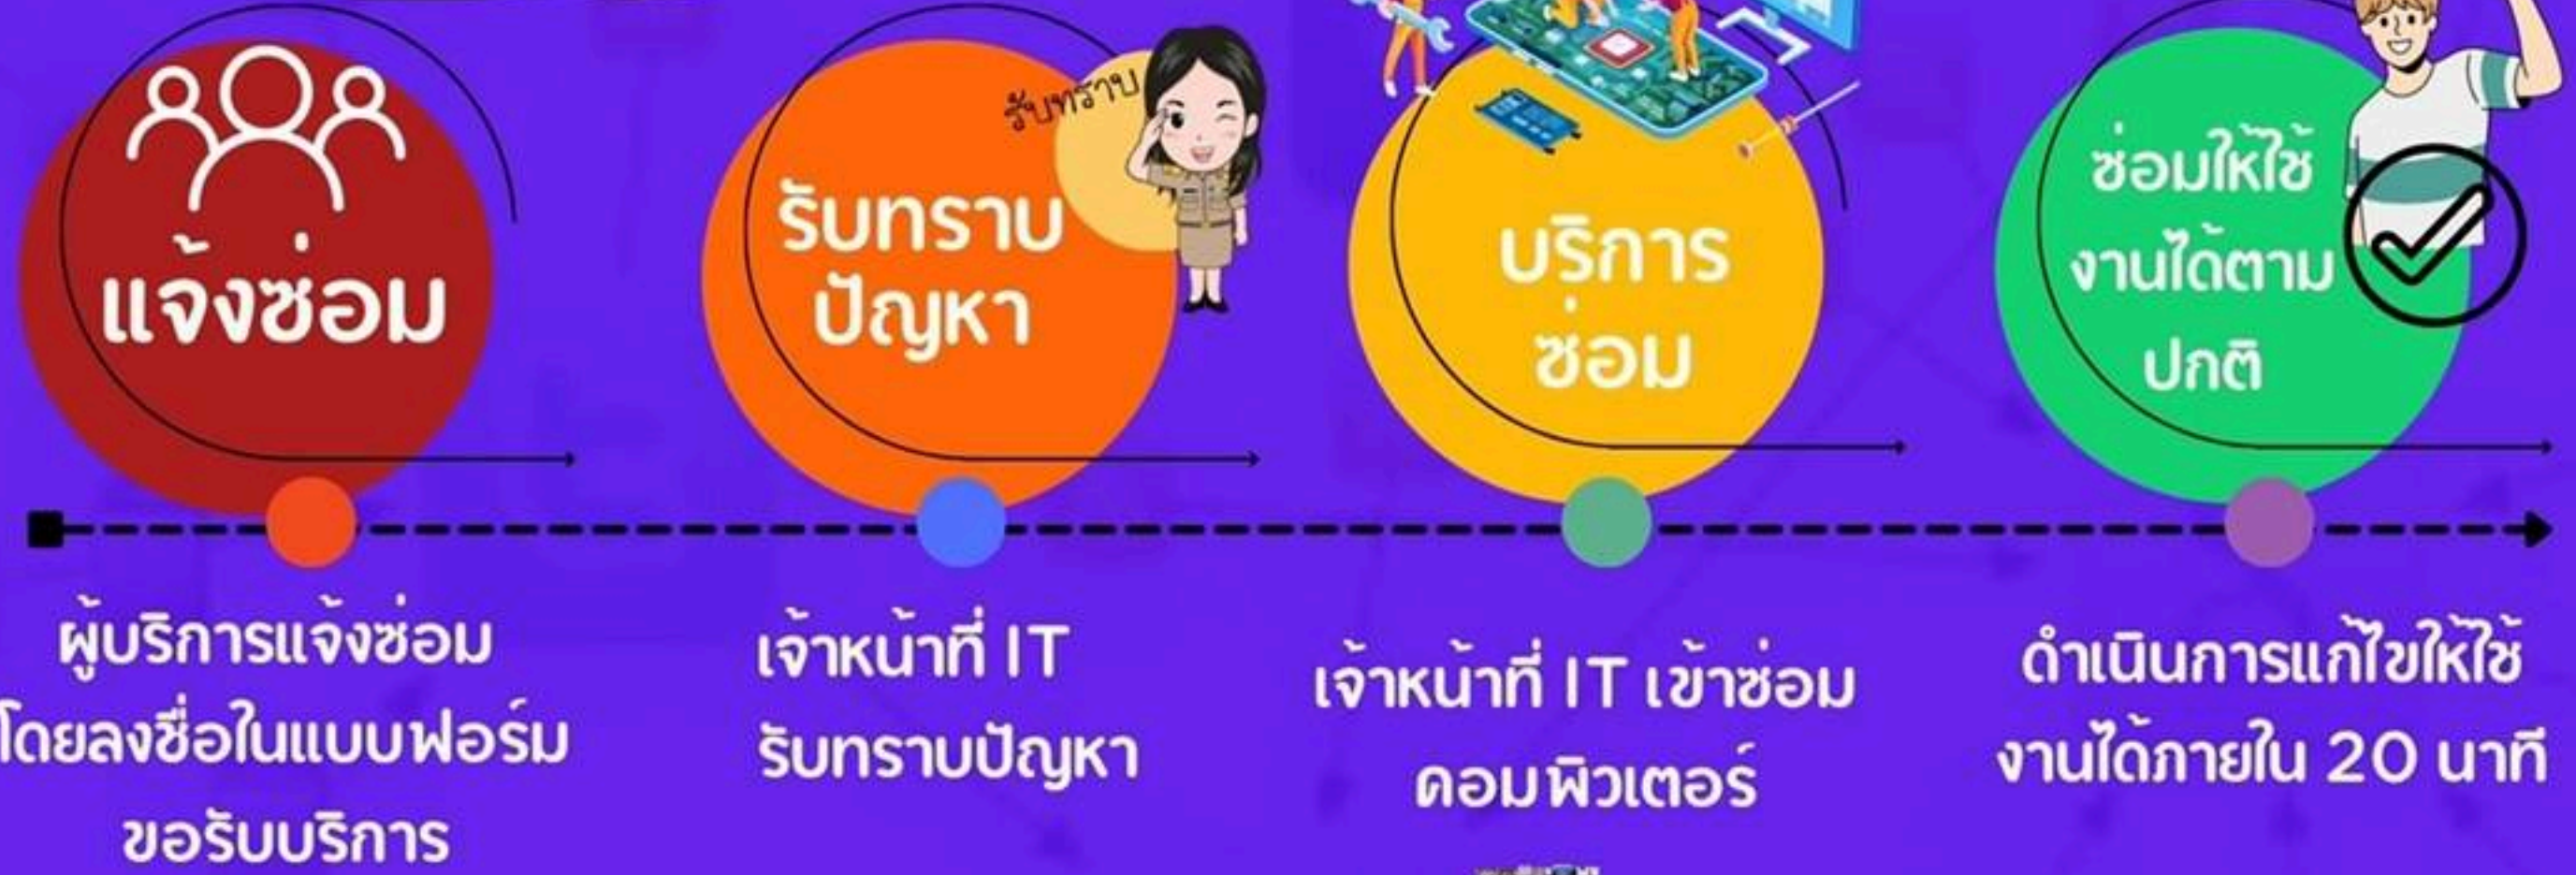 แจ้งซ่อม
รับทราบ
รับทราบ
ปัญหา
บริการ
ซ่อม
ซ่อมให้ใช้
งานได้ตาม
ปกติ
ผู้บริการแจ้งซ่อม
โดยลงชื่อในแบบฟอร์ม
ขอรับบริการ
เจ้าหน้าที่ IT
รับทราบปัญหา
เจ้าหน้าที่ IT เข้าซ่อม
คอมพิวเตอร์
ดำเนินการแก้ไขให้ใช้
งานได้ภายใน 20 นาที